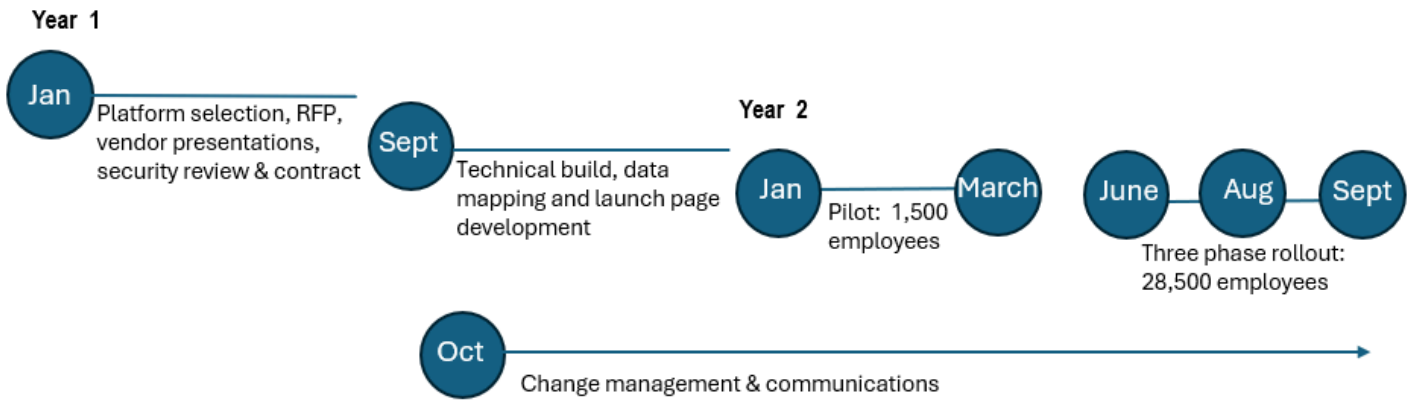 Year 1
Jan
Platform selection, RFP,
vendor presentations,
security review & contract
Sept
Technical build, data
mapping and launch page
development
Year 2
Jan
Pilot: 1,500
employees
March
June
Aug
Sept
Three phase rollout:
28,500 employees
Oct
Change management & communications